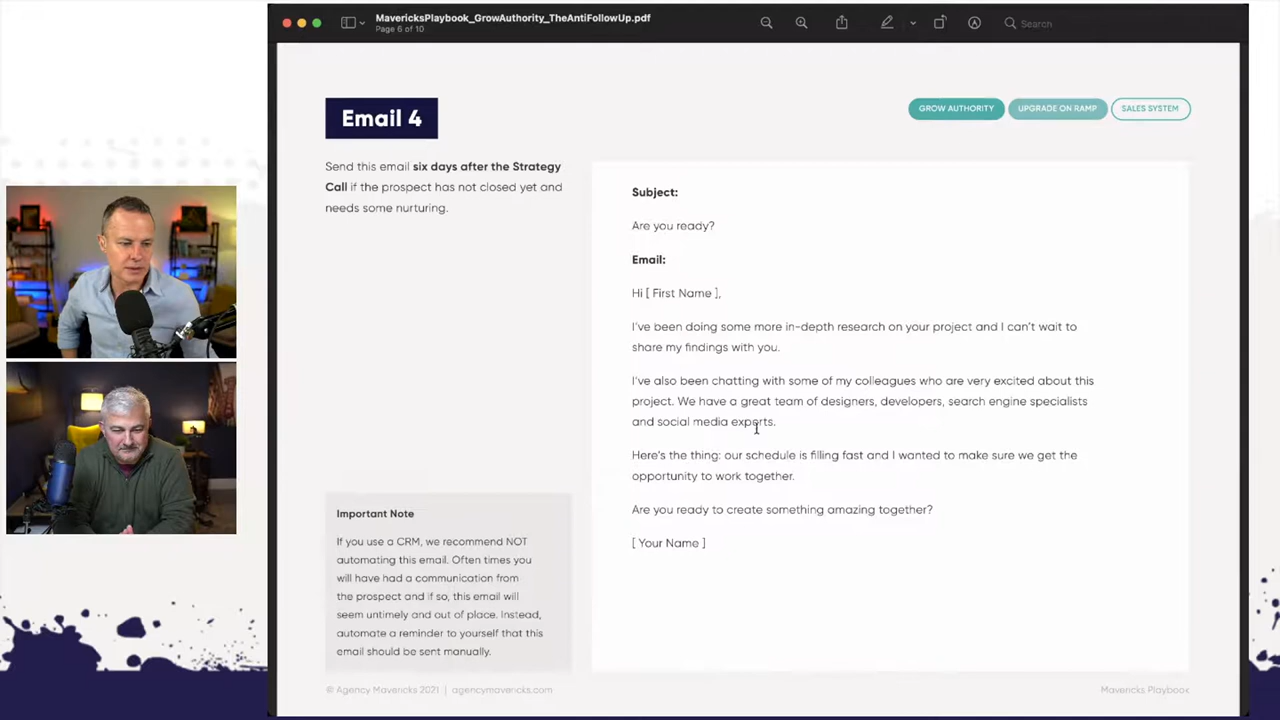 MavericksPlaybook_GrowAuthority_TheAntiFollowUp.pdf
Page 6 of 10
Search
Email 4
GROW AUTHORITY
UPGRADE ON RAMP
SALES SYSTEM
Send this email six days after the Strategy
Call if the prospect has not closed yet and
needs some nurturing.
Subject:
Are you ready?
Email:
Hi [ First Name ],
I've been doing some more in-depth research on your project and I can't wait to
share my findings with you.
I've also been chatting with some of my colleagues who are very excited about this
project. We have a great team of designers, developers, search engine specialists
and social media experts.
Here's the thing: our schedule is filling fast and I wanted to make sure we get the
opportunity to work together.
Are you ready to create something amazing together?
[ Your Name ]
Important Note
If you use a CRM, we recommend NOT
automating this email. Often times you
will have had a communication from
the prospect and if so, this email will
seem untimely and out of place. Instead,
automate a reminder to yourself that this
email should be sent manually.
© Agency Mavericks 2021 | agencymavericks.com
Mavericks Playbook